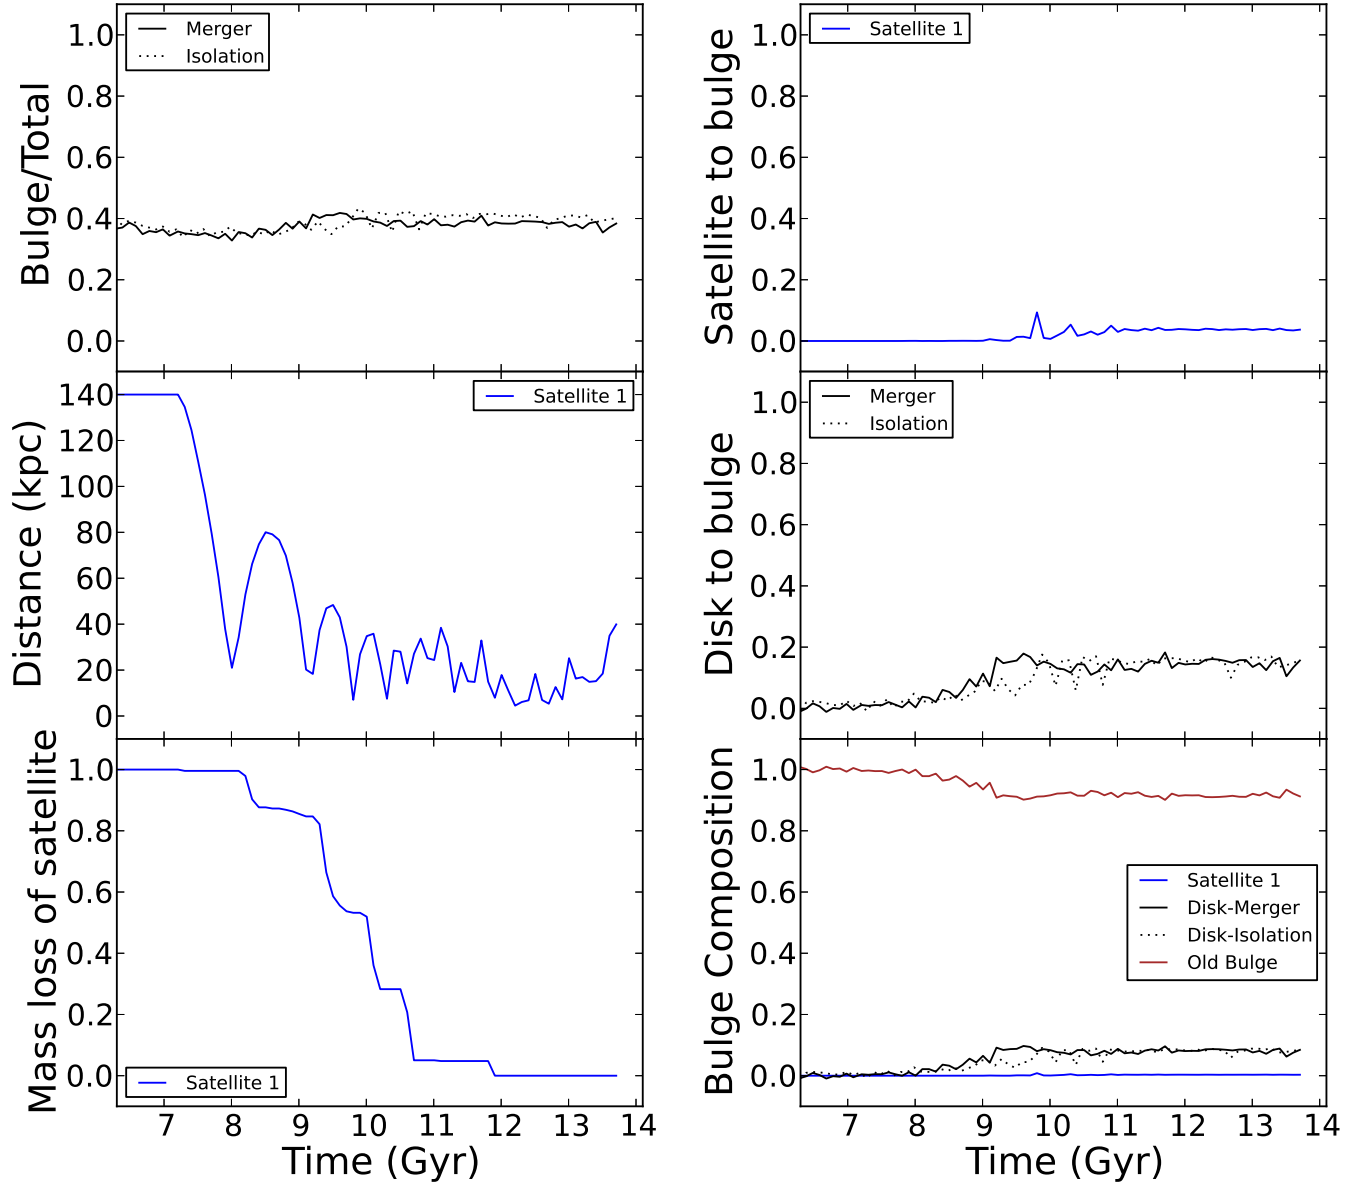 Bulge/Total
1.0
0.8
0.6
0.4
0.2
0.0
Merger
Isolation
Satellite to bulge
1.0
0.8
0.6
0.4
0.2
0.0
Satellite 1
Distance (kpc)
140
120
100
80
60
40
20
0
Satellite 1
Disk to bulge
1.0
0.8
0.6
0.4
0.2
0.0
Merger
Isolation
Mass loss of satellite
1.0
0.8
0.6
0.4
0.2
0.0
Satellite 1
7 8 9 10 11 12 13 14
Time (Gyr)
Bulge Composition
1.0
0.8
0.6
0.4
0.2
0.0
Satellite 1
Disk-Merger
Disk-Isolation
Old Bulge
7 8 9 10 11 12 13 14
Time (Gyr)